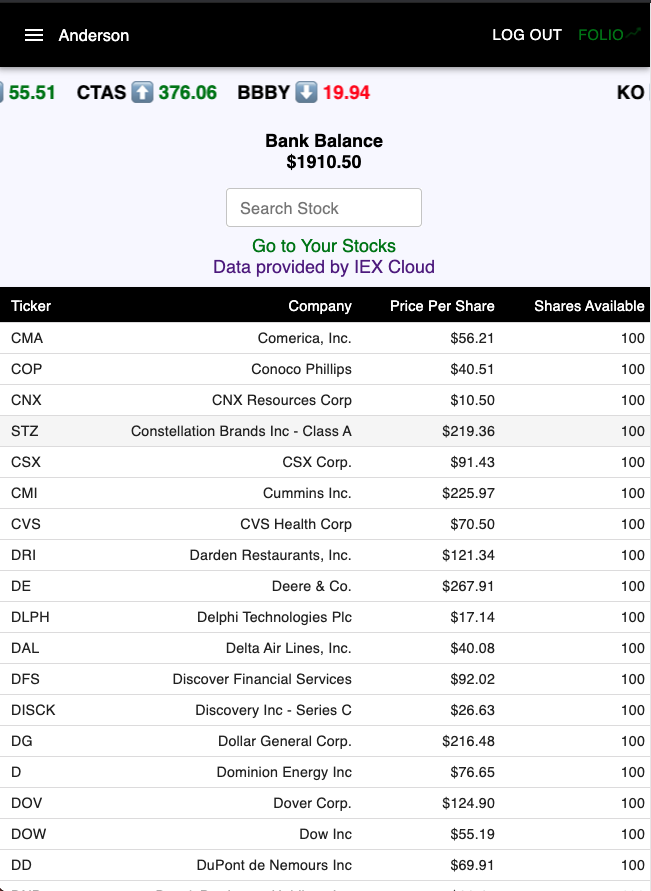 Anderson LOG OUT FOLIO
55.51 CTAS ⬆️ 376.06 BBBY ⬇️ 19.94 KO
Bank Balance
$1910.50
Search Stock
Go to Your Stocks
Data provided by IEX Cloud
Ticker Company Price Per Share Shares Available
CMA Comerica, Inc. $56.21 100
COP Conoco Phillips $40.51 100
CNX CNX Resources Corp $10.50 100
STZ Constellation Brands Inc - Class A $219.36 100
CSX CSX Corp. $91.43 100
CMI Cummins Inc. $225.97 100
CVS CVS Health Corp $70.50 100
DRI Darden Restaurants, Inc. $121.34 100
DE Deere & Co. $267.91 100
DLPH Delphi Technologies Plc $17.14 100
DAL Delta Air Lines, Inc. $40.08 100
DFS Discover Financial Services $92.02 100
DISCK Discovery Inc - Series C $26.63 100
DG Dollar General Corp. $216.48 100
D Dominion Energy Inc $76.65 100
DOV Dover Corp. $124.90 100
DOW Dow Inc $55.19 100
DD DuPont de Nemours Inc $69.91 100